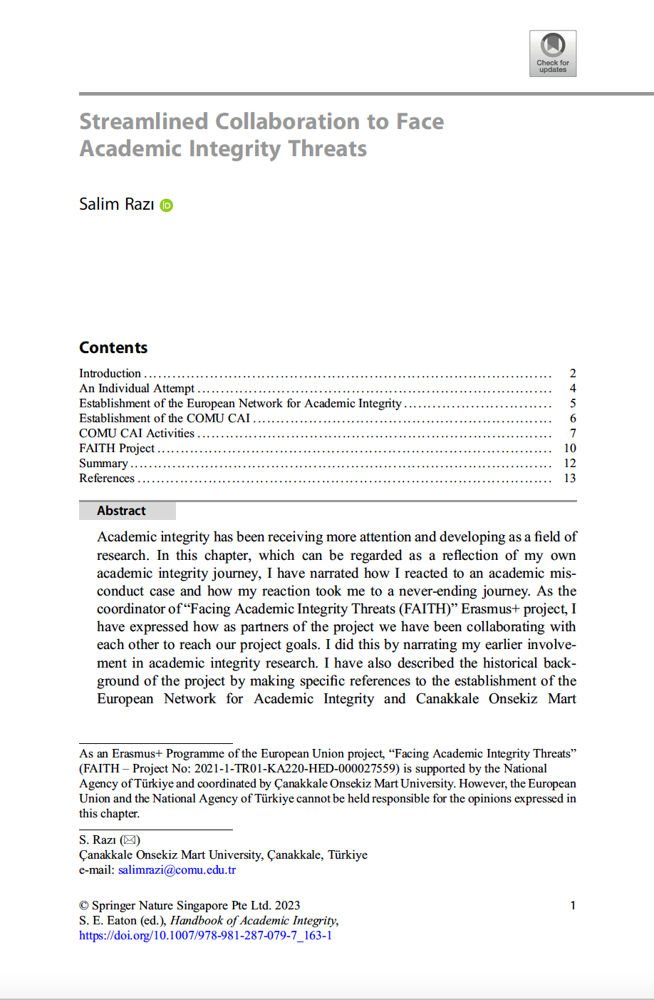 Check for
updates
Streamlined Collaboration to Face
Academic Integrity Threats
Salim Razı iD
Contents
Introduction ........................................................................................ 2
An Individual Attempt ............................................................................ 4
Establishment of the European Network for Academic Integrity ............................... 5
Establishment of the COMU CAI ................................................................ 6
COMU CAI Activities ............................................................................ 7
FAITH Project ..................................................................................... 10
Summary ........................................................................................... 12
References ......................................................................................... 13
Abstract
Academic integrity has been receiving more attention and developing as a field of
research. In this chapter, which can be regarded as a reflection of my own
academic integrity journey, I have narrated how I reacted to an academic mis-
conduct case and how my reaction took me to a never-ending journey. As the
coordinator of “Facing Academic Integrity Threats (FAITH)” Erasmus+ project, I
have expressed how as partners of the project we have been collaborating with
each other to reach our project goals. I did this by narrating my earlier involve-
ment in academic integrity research. I have also described the historical back-
ground of the project by making specific references to the establishment of the
European Network for Academic Integrity and Canakkale Onsekiz Mart
As an Erasmus+ Programme of the European Union project, “Facing Academic Integrity Threats”
(FAITH – Project No: 2021-1-TR01-KA220-HED-000027559) is supported by the National
Agency of Türkiye and coordinated by Çanakkale Onsekiz Mart University. However, the European
Union and the National Agency of Türkiye cannot be held responsible for the opinions expressed in
this chapter.
S. Razı (✉)
Çanakkale Onsekiz Mart University, Çanakkale, Türkiye
e-mail: salimrazi@comu.edu.tr
© Springer Nature Singapore Pte Ltd. 2023 1
S. E. Eaton (ed.), Handbook of Academic Integrity,
https://doi.org/10.1007/978-981-287-079-7_163-1